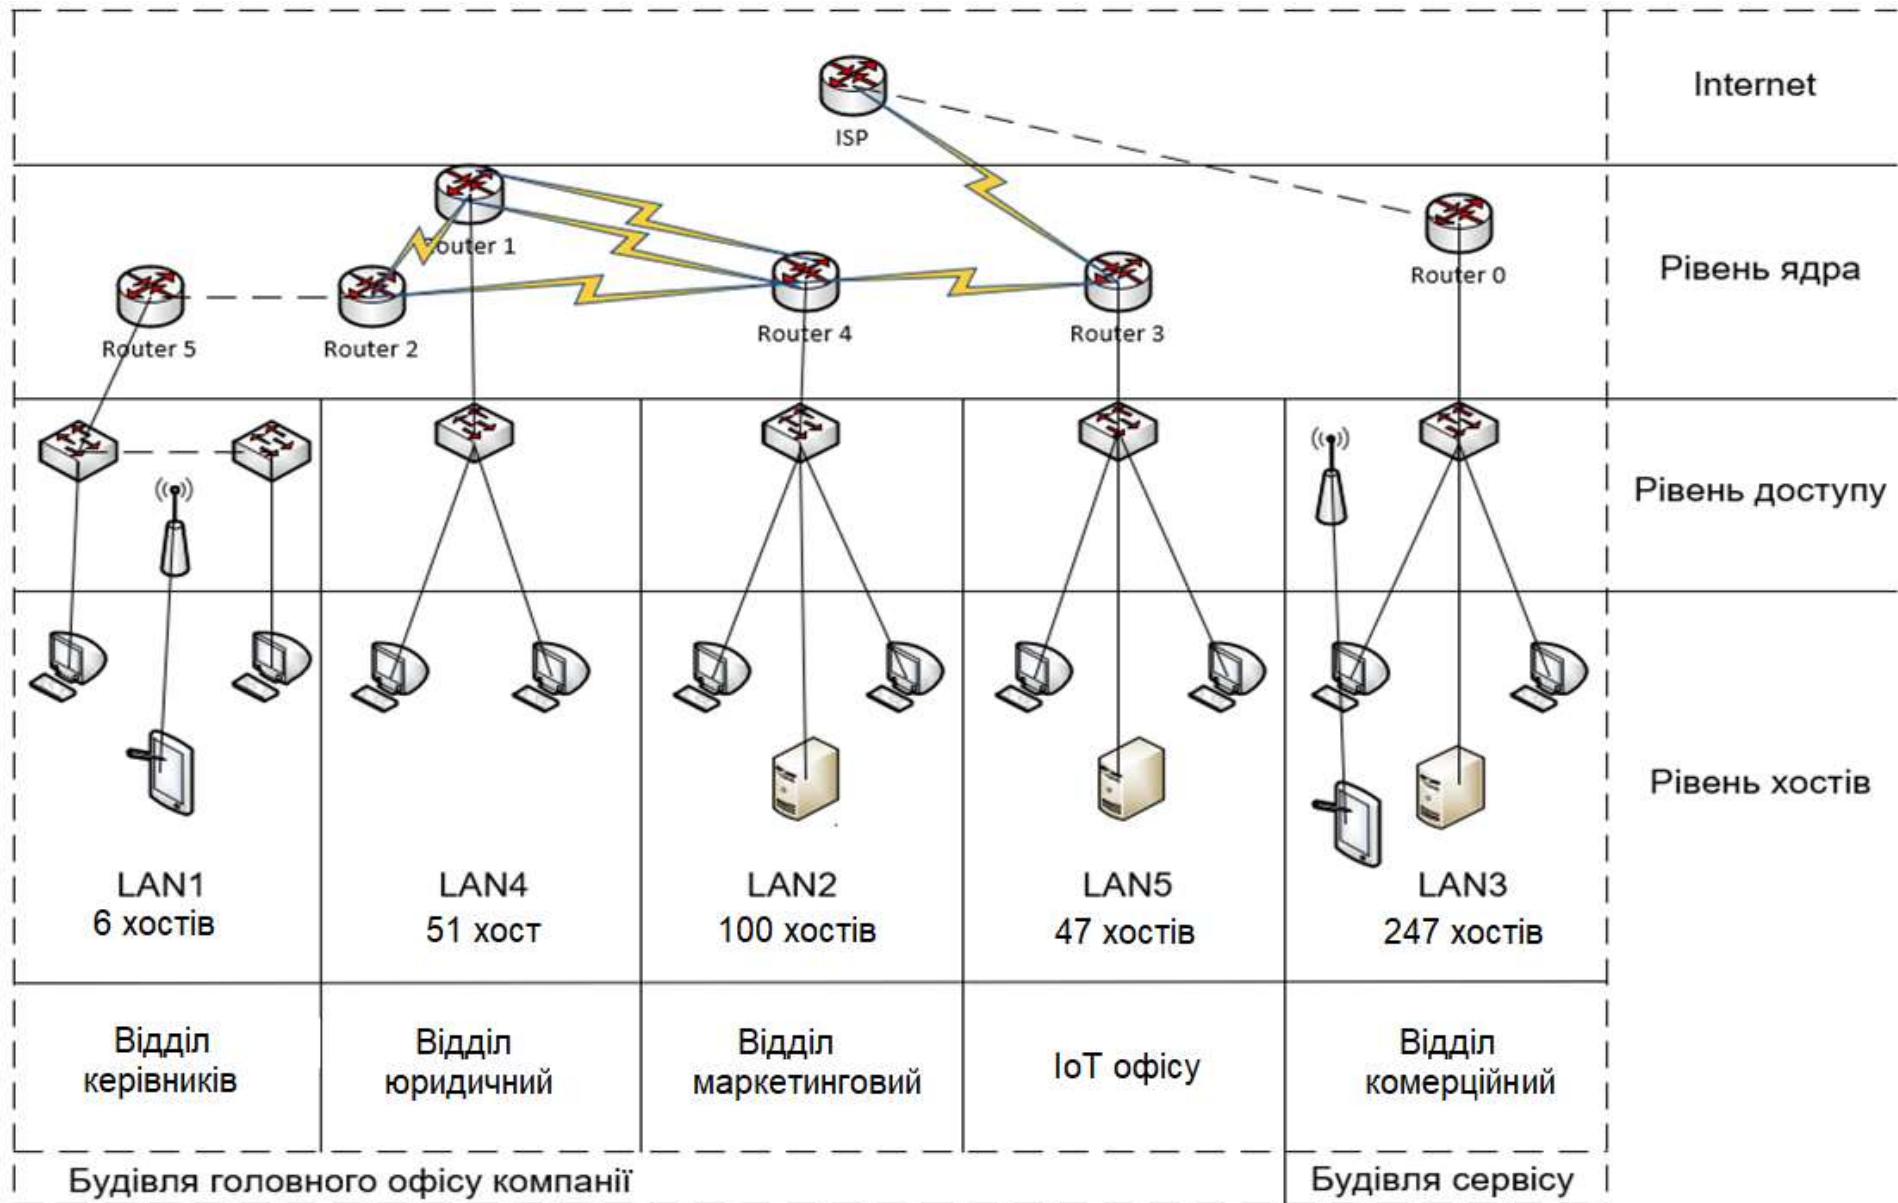 Internet
ISP
Router 1
Router 0
Рівень ядра
Router 5
Router 2
Router 4
Router 3
Рівень доступу
Рівень хостів
LAN1
6 хостів
LAN4
51 хост
LAN2
100 хостів
LAN5
47 хостів
LAN3
247 хостів
Відділ
керівників
Відділ
юридичний
Відділ
маркетинговий
ІоТ офісу
Відділ
комерційний
Будівля головного офісу компанії
Будівля сервісу